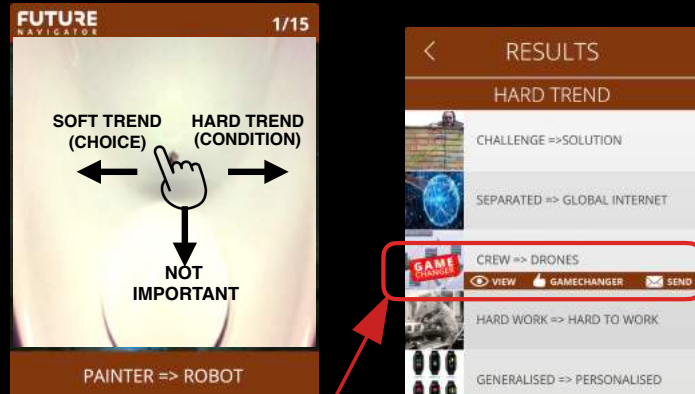 FUTURE
NAVIGATOR
1/15
SOFT TREND
(CHOICE)
HARD TREND
(CONDITION)
NOT
IMPORTANT
PAINTER => ROBOT
RESULTS
HARD TREND
CHALLENGE =>SOLUTION
SEPARATED => GLOBAL INTERNET
GAME
CHANGER
CREW => DRONES
VIEW GAMECHANGER SEND
HARD WORK => HARD TO WORK
GENERALISED => PERSONALISED